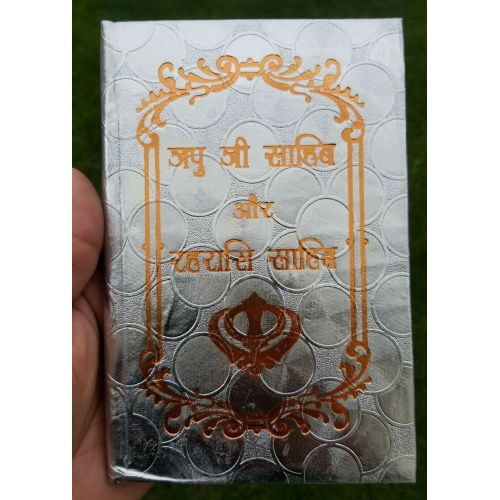 जपु जी साहिब
और
रहरासि साहिब